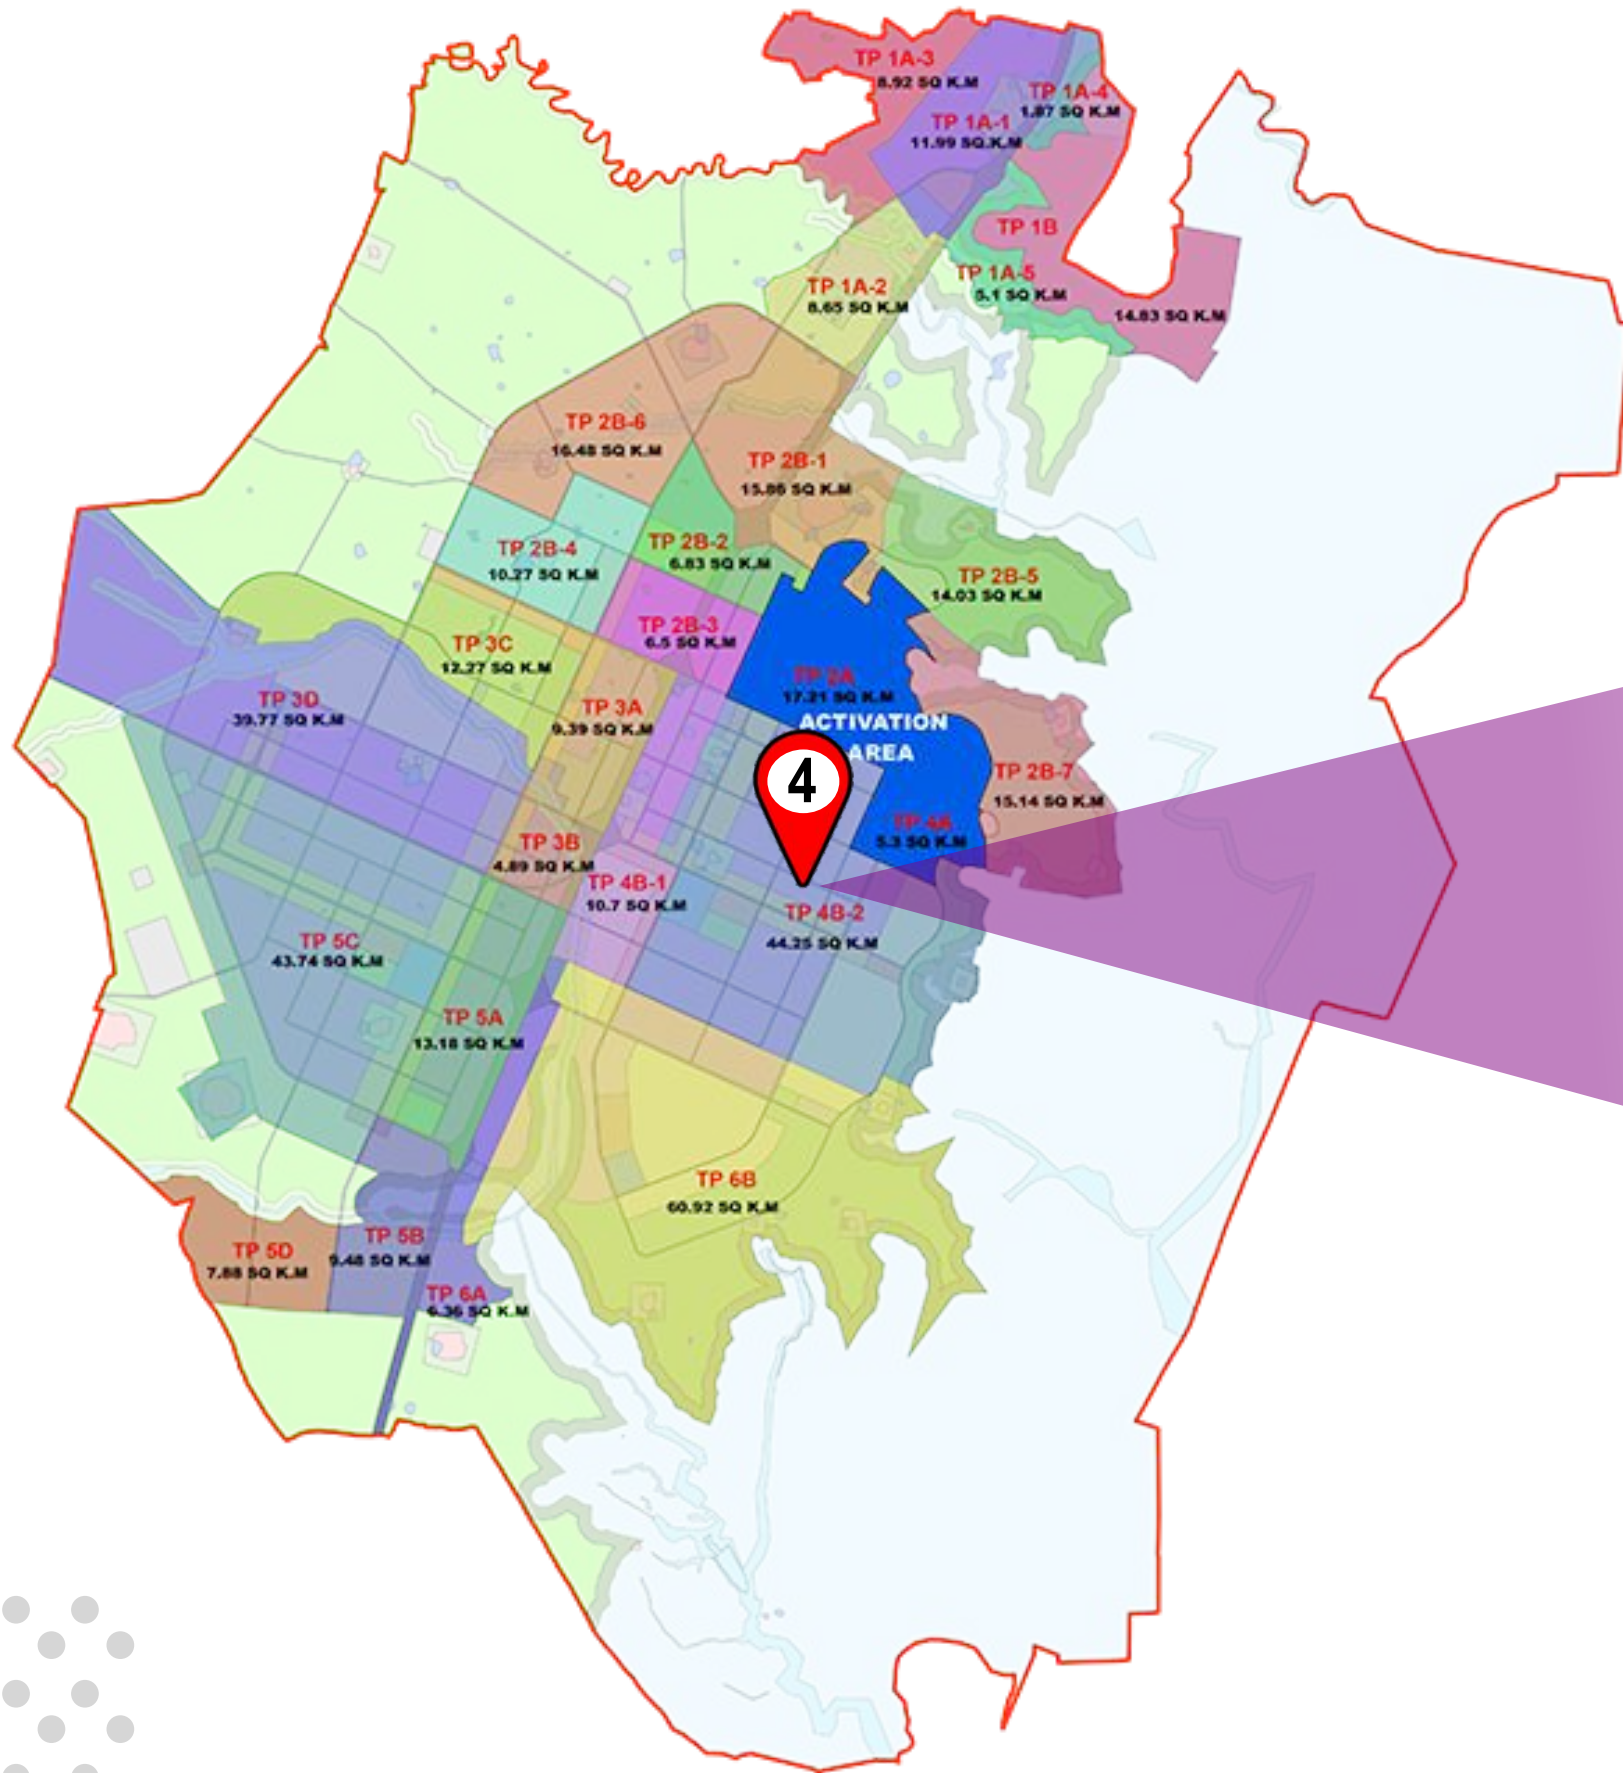 TP 1A-3
8.92 SQ K.M
TP 1A-4
1.87 SQ K.M
TP 1A-1
11.99 SQ.K.M
TP 1B
14.83 SQ K.M
TP 1A-5
5.1 SQ K.M
TP 1A-2
8.65 SQ K.M
TP 2B-6
16.48 SQ K.M
TP 2B-1
15.86 SQ K.M
TP 2B-4
10.27 SQ K.M
TP 2B-2
6.83 SQ K.M
TP 2B-5
14.03 SQ K.M
TP 2B-3
6.5 SQ K.M
TP 3C
12.27 SQ K.M
TP 2A
17.21 SQ K.M
ACTIVATION
AREA
TP 3D
39.77 SQ K.M
TP 3A
9.39 SQ K.M
4
TP 2B-7
15.14 SQ K.M
TP 4A
5.3 SQ K.M
TP 3B
4.89 SQ K.M
TP 4B-1
10.7 SQ K.M
TP 4B-2
44.25 SQ K.M
TP 5C
43.74 SQ K.M
TP 5A
13.18 SQ K.M
TP 6B
60.92 SQ K.M
TP 5D
7.88 SQ K.M
TP 5B
9.48 SQ K.M
TP 6A
6.36 SQ K.M